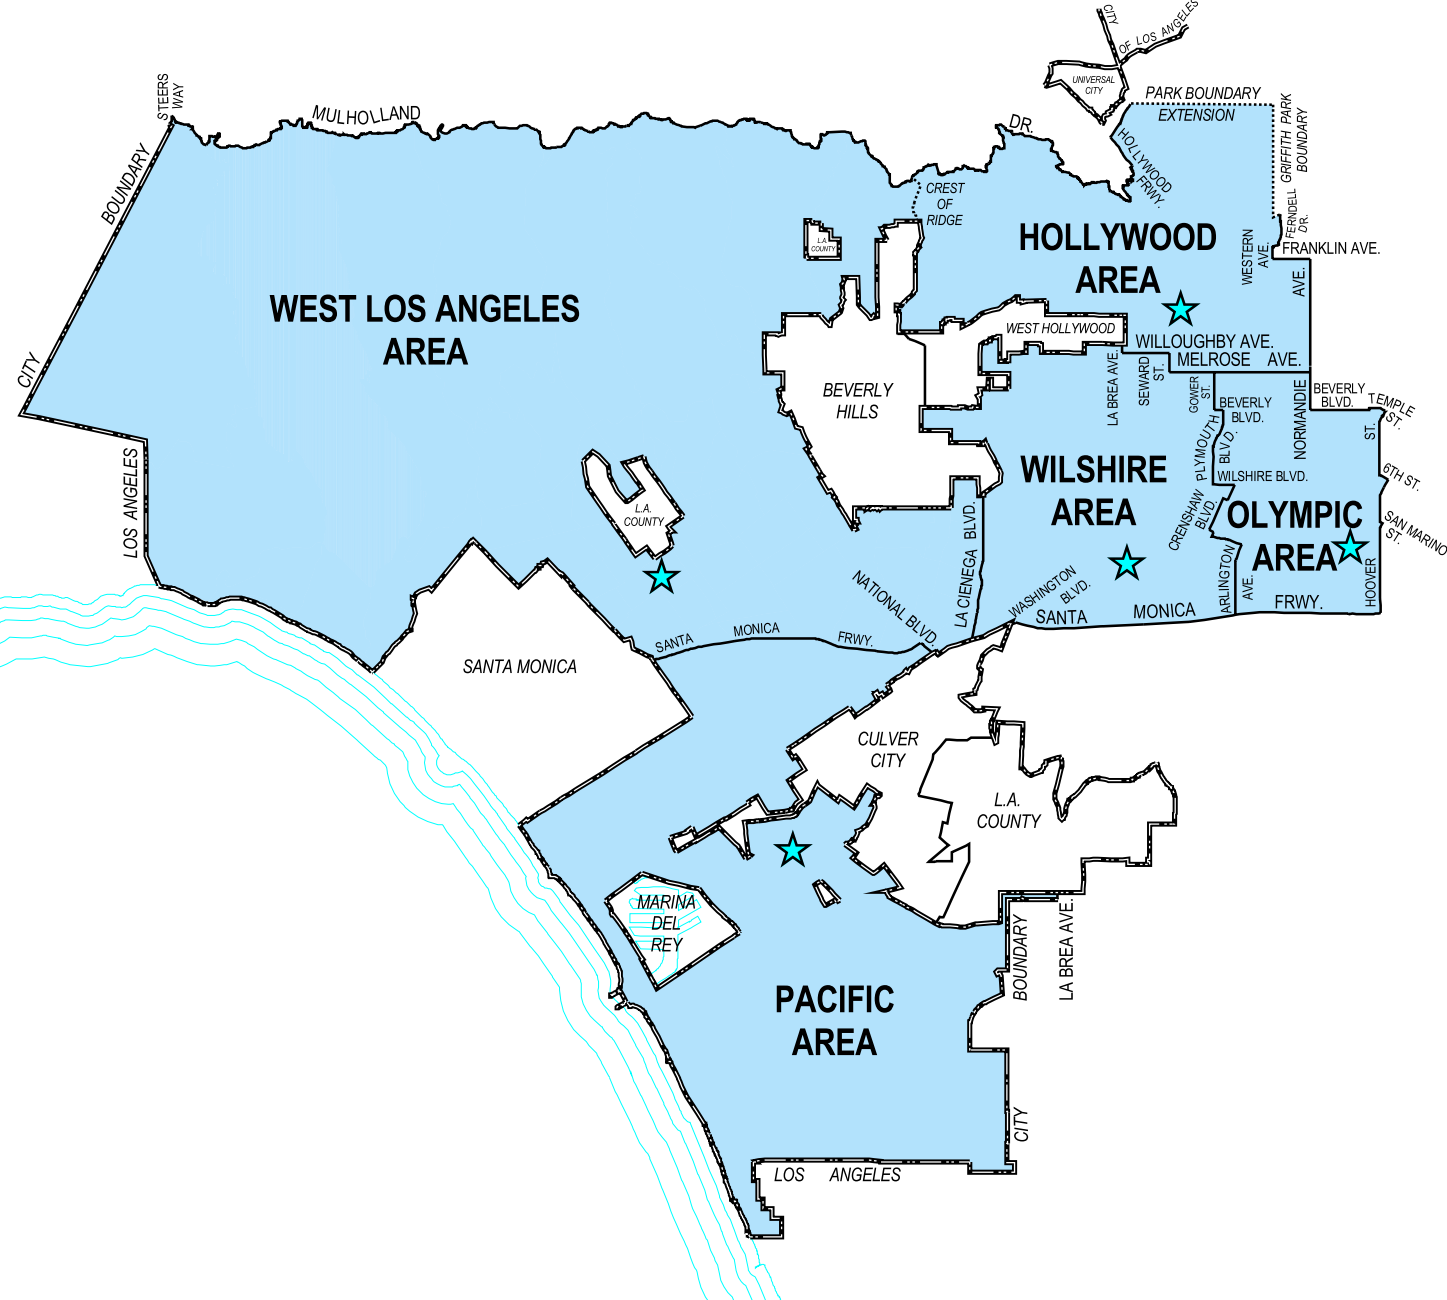 CITY
OF LOS ANGELES
UNIVERSAL
CITY
STEERS
WAY
MULHOLLAND
DR.
PARK BOUNDARY
EXTENSION
GRIFFITH PARK
BOUNDARY
HOLLYWOOD
FRWY.
BOUNDARY
CITY
CREST
OF
RIDGE
FERNDELL
DR.
L.A.
COUNTY
HOLLYWOOD
AREA
WESTERN
AVE.
FRANKLIN AVE.
AVE.
NORMANDIE
WEST LOS ANGELES
AREA
WEST HOLLYWOOD
WILLOUGHBY AVE.
MELROSE AVE.
LA BREA AVE.
SEWARD
ST.
GOWER
ST.
BEVERLY
HILLS
BEVERLY
BLVD.
BEVERLY
BLVD.
TEMPLE
ST.
PLYMOUTH
BLVD.
WILSHIRE BLVD.
ST.
HOOVER
6TH ST.
LOS ANGELES
WILSHIRE
AREA
CRENSHAW
BLVD.
OLYMPIC
AREA
SAN MARINO
ST.
L.A.
COUNTY
LA CIENEGA BLVD.
NATIONAL BLVD.
WASHINGTON
BLVD.
ARLINGTON
AVE.
SANTA MONICA FRWY.
SANTA MONICA FRWY.
SANTA MONICA
CULVER
CITY
L.A.
COUNTY
MARINA
DEL
REY
BOUNDARY
LA BREA AVE.
PACIFIC
AREA
CITY
LOS ANGELES